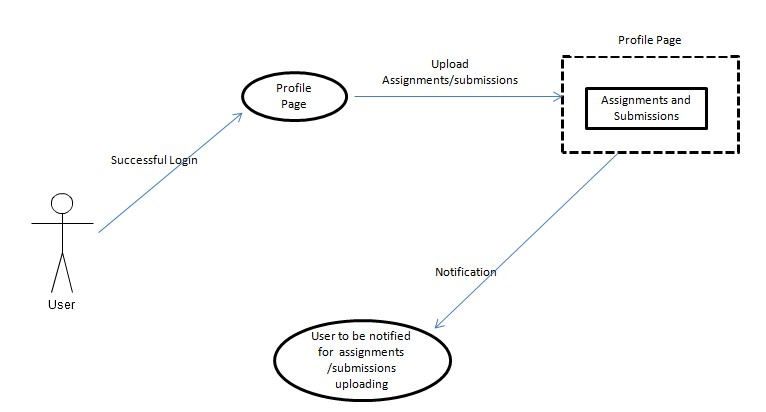 Profile Page
Upload
Assignments/submissions
Profile
Page
Assignments and
Submissions
Successful Login
User
Notification
User to be notified
for assignments
/submissions
uploading